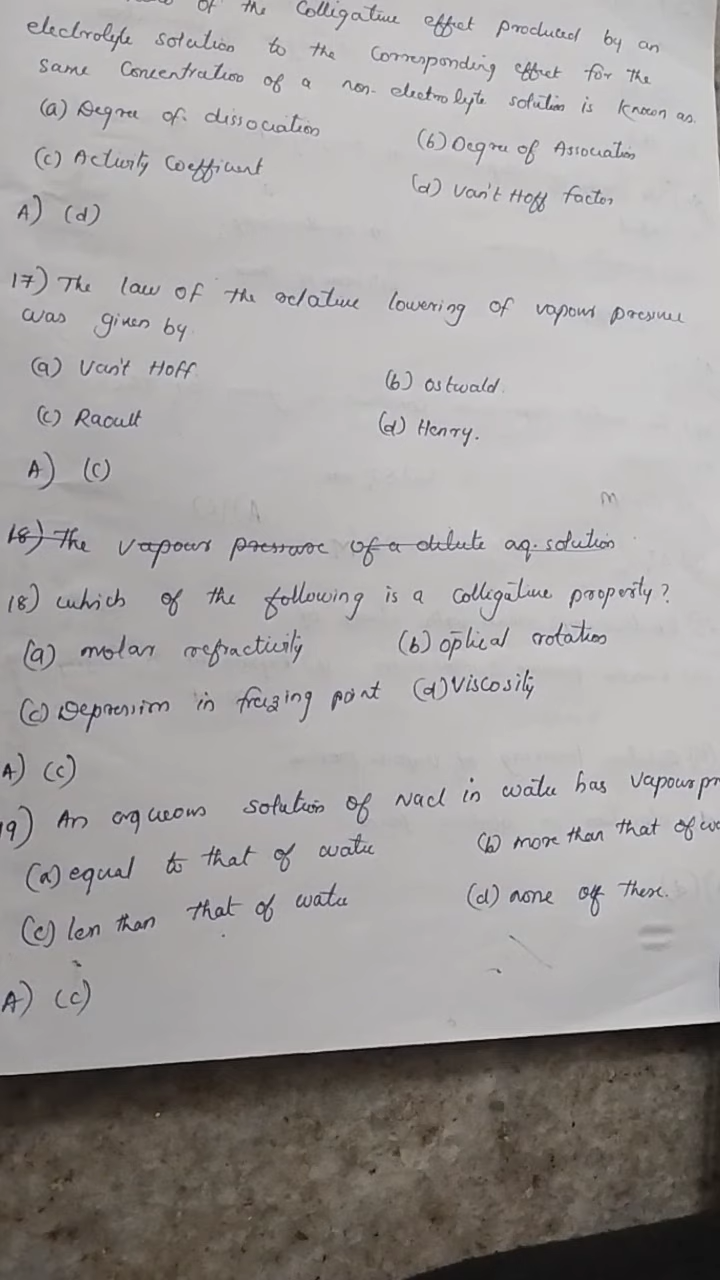 of the Colligative effect produced by an
electrolyte solution to the corresponding effect for the
same concentration of a non-electrolyte solution is known as.
(a) Degree of dissociation (b) Degree of Association
(c) Activity Coefficient (d) Van't Hoff factor
A) (d)
17) The law of the relative lowering of vapour pressure
was given by.
(a) Van't Hoff (b) Ostwald.
(c) Raoult (d) Henry.
A) (C)
m
18) The vapour pressure of a dilute aq. solution
18) which of the following is a Colligative property?
(a) molar refractivity (b) optical rotation
(c) Depression in freezing point (d) Viscosity
A) (c)
19) An aqueous solution of Nacl in water has vapour pr
(a) equal to that of water (b) more than that of wa
(c) less than that of water (d) none of these.
A) (c)